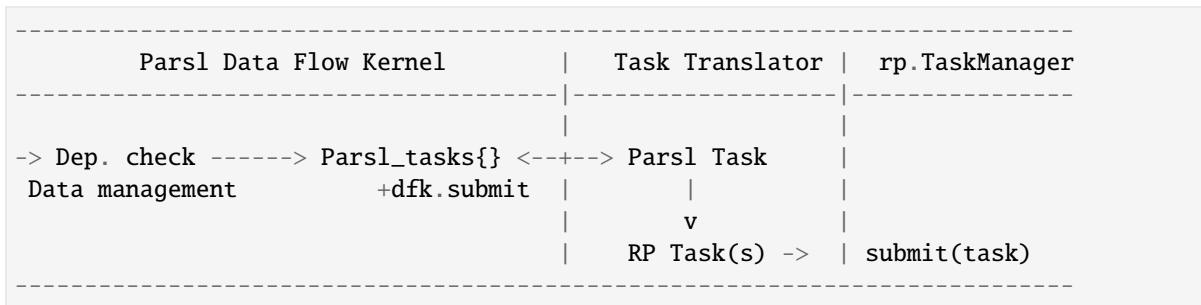 ----------------------------------------------------------------------------
         Parsl Data Flow Kernel        |   Task Translator |  rp.TaskManager
---------------------------------------|-------------------|----------------
                                       |                   |
-> Dep. check ------> Parsl_tasks{} <--+--> Parsl Task     |
 Data management          +dfk.submit  |        |          |
                                       |        v          |
                                       |    RP Task(s) ->  | submit(task)
----------------------------------------------------------------------------